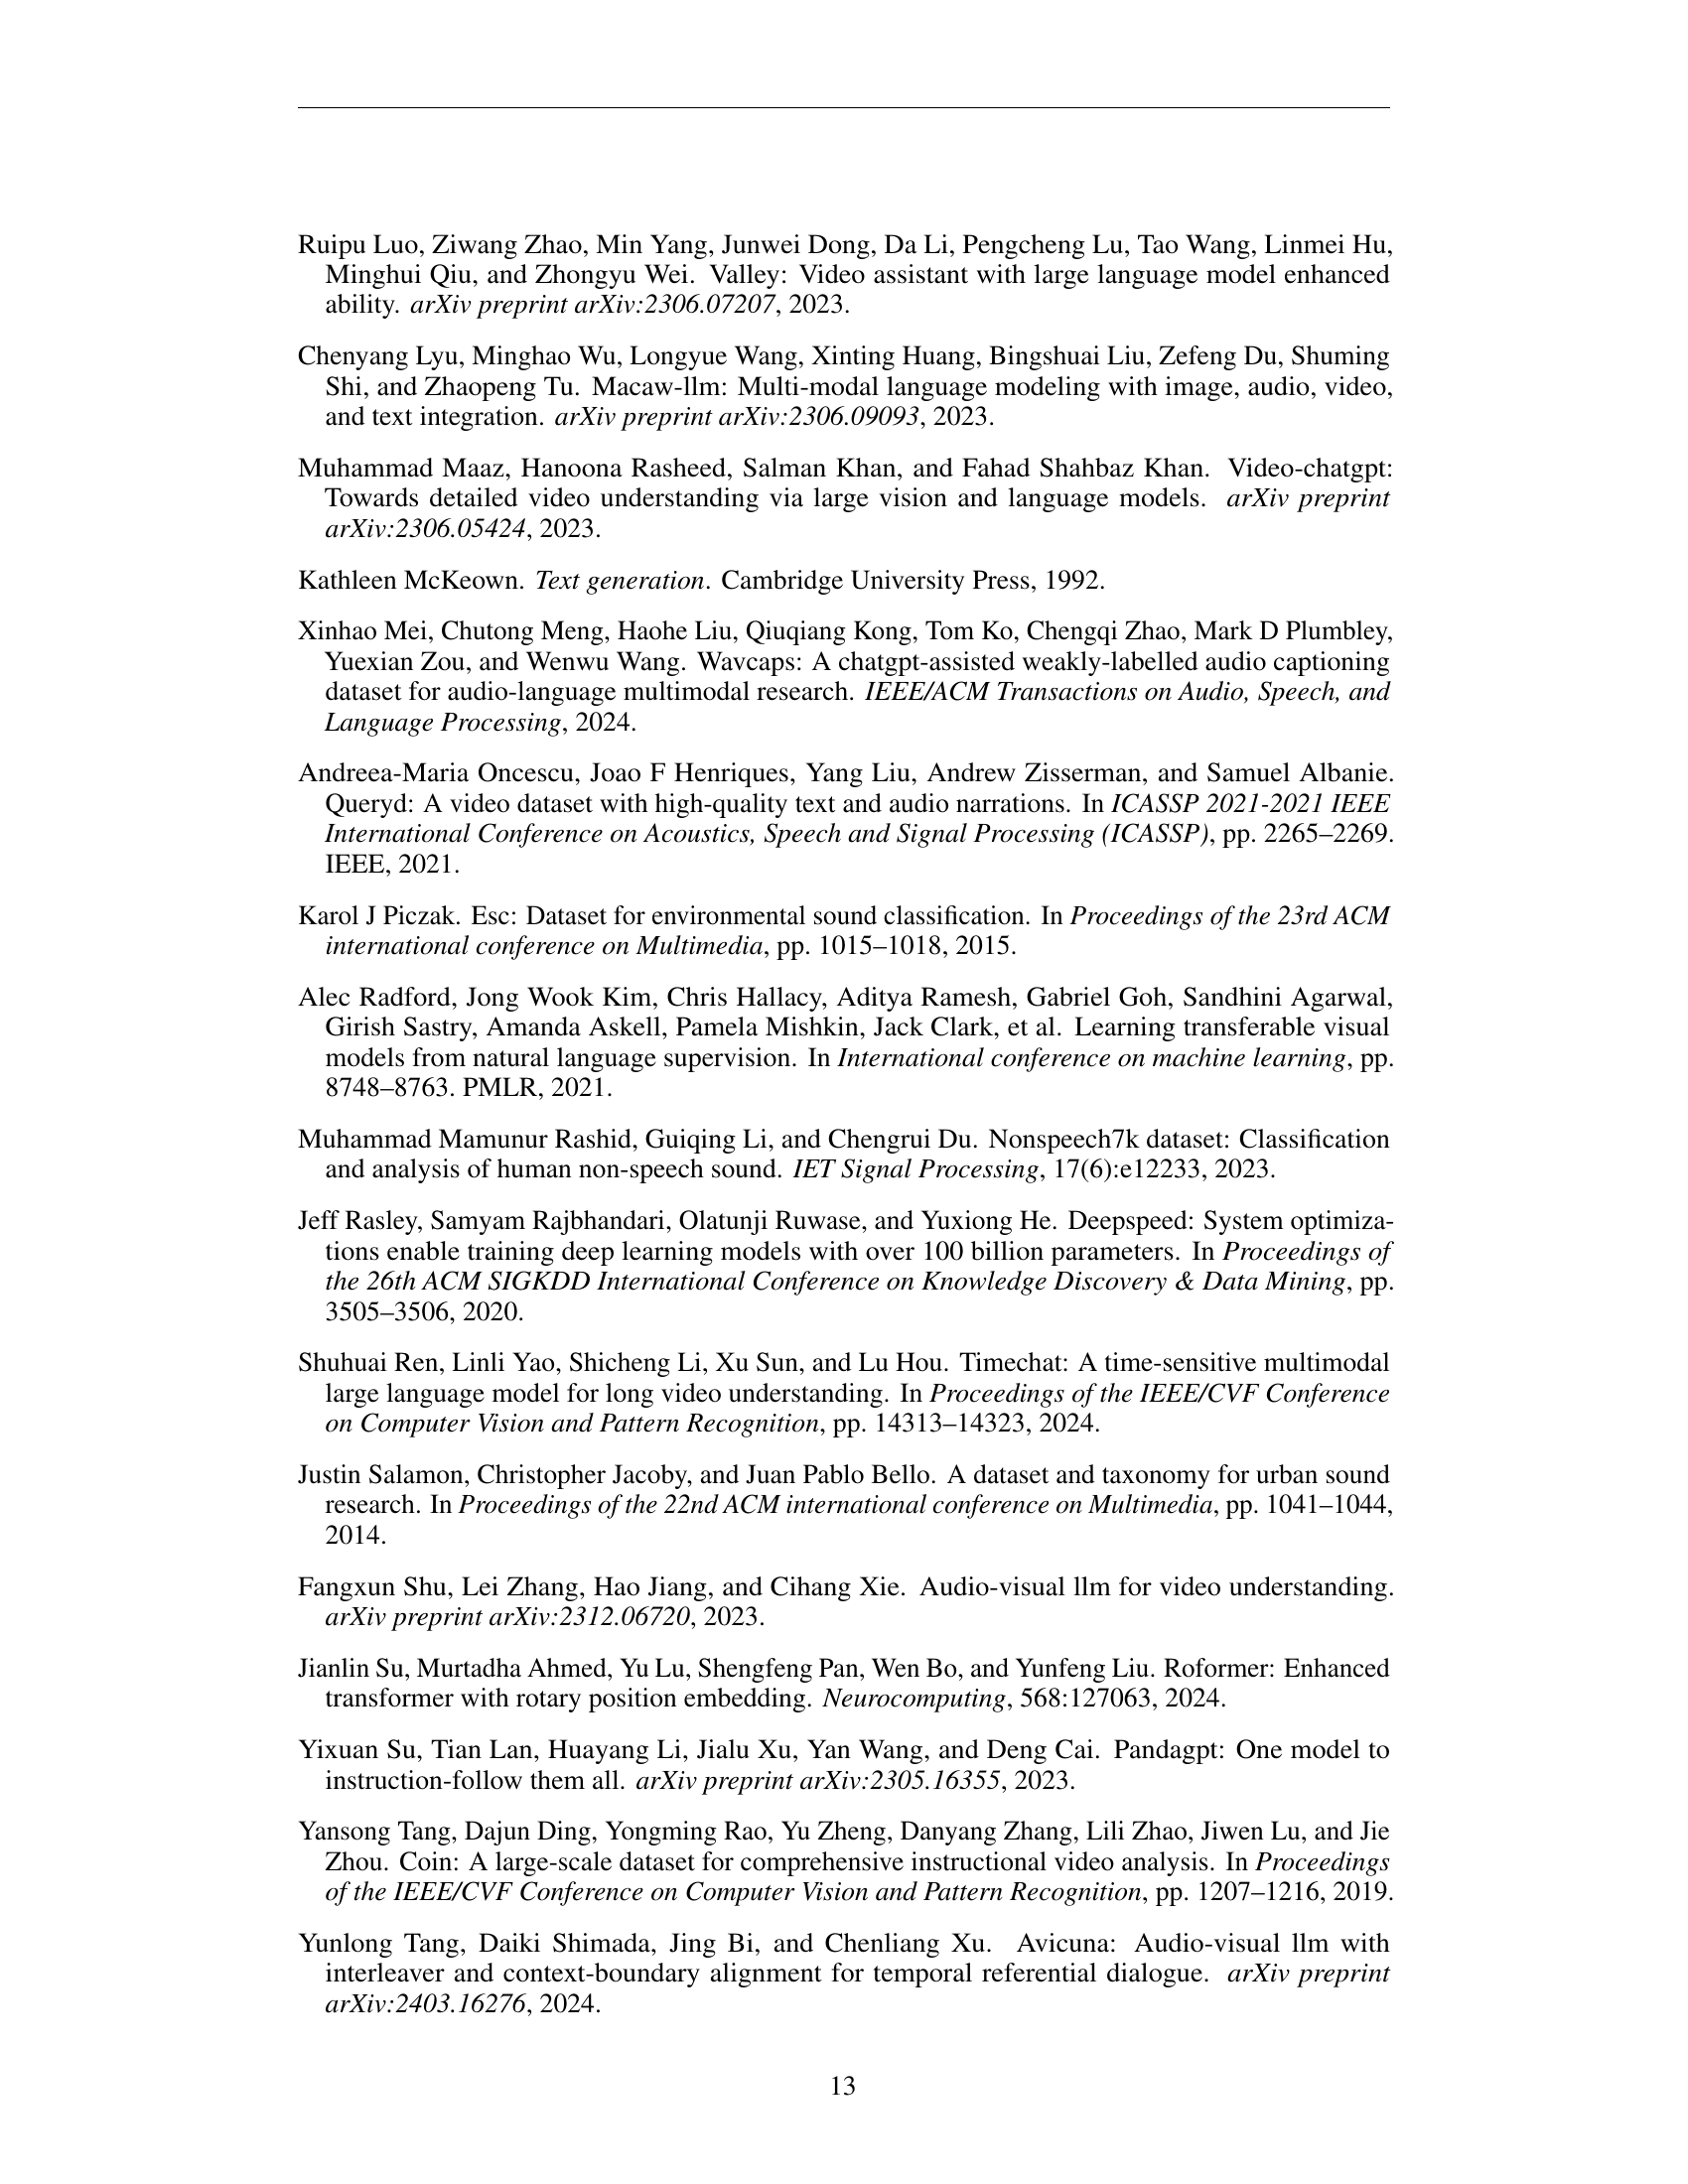 Ruipu Luo, Ziwang Zhao, Min Yang, Junwei Dong, Da Li, Pengcheng Lu, Tao Wang, Linmei Hu,
Minghui Qiu, and Zhongyu Wei. Valley: Video assistant with large language model enhanced
ability. arXiv preprint arXiv:2306.07207, 2023.
Chenyang Lyu, Minghao Wu, Longyue Wang, Xinting Huang, Bingshuai Liu, Zefeng Du, Shuming
Shi, and Zhaopeng Tu. Macaw-llm: Multi-modal language modeling with image, audio, video,
and text integration. arXiv preprint arXiv:2306.09093, 2023.
Muhammad Maaz, Hanoona Rasheed, Salman Khan, and Fahad Shahbaz Khan. Video-chatgpt:
Towards detailed video understanding via large vision and language models. arXiv preprint
arXiv:2306.05424, 2023.
Kathleen McKeown. Text generation. Cambridge University Press, 1992.
Xinhao Mei, Chutong Meng, Haohe Liu, Qiuqiang Kong, Tom Ko, Chengqi Zhao, Mark D Plumbley,
Yuexian Zou, and Wenwu Wang. Wavcaps: A chatgpt-assisted weakly-labelled audio captioning
dataset for audio-language multimodal research. IEEE/ACM Transactions on Audio, Speech, and
Language Processing, 2024.
Andreea-Maria Oncescu, Joao F Henriques, Yang Liu, Andrew Zisserman, and Samuel Albanie.
Queryd: A video dataset with high-quality text and audio narrations. In ICASSP 2021-2021 IEEE
International Conference on Acoustics, Speech and Signal Processing (ICASSP), pp. 2265–2269.
IEEE, 2021.
Karol J Piczak. Esc: Dataset for environmental sound classification. In Proceedings of the 23rd ACM
international conference on Multimedia, pp. 1015–1018, 2015.
Alec Radford, Jong Wook Kim, Chris Hallacy, Aditya Ramesh, Gabriel Goh, Sandhini Agarwal,
Girish Sastry, Amanda Askell, Pamela Mishkin, Jack Clark, et al. Learning transferable visual
models from natural language supervision. In International conference on machine learning, pp.
8748–8763. PMLR, 2021.
Muhammad Mamunur Rashid, Guiqing Li, and Chengrui Du. Nonspeech7k dataset: Classification
and analysis of human non-speech sound. IET Signal Processing, 17(6):e12233, 2023.
Jeff Rasley, Samyam Rajbhandari, Olatunji Ruwase, and Yuxiong He. Deepspeed: System optimiza-
tions enable training deep learning models with over 100 billion parameters. In Proceedings of
the 26th ACM SIGKDD International Conference on Knowledge Discovery & Data Mining, pp.
3505–3506, 2020.
Shuhuai Ren, Linli Yao, Shicheng Li, Xu Sun, and Lu Hou. Timechat: A time-sensitive multimodal
large language model for long video understanding. In Proceedings of the IEEE/CVF Conference
on Computer Vision and Pattern Recognition, pp. 14313–14323, 2024.
Justin Salamon, Christopher Jacoby, and Juan Pablo Bello. A dataset and taxonomy for urban sound
research. In Proceedings of the 22nd ACM international conference on Multimedia, pp. 1041–1044,
2014.
Fangxun Shu, Lei Zhang, Hao Jiang, and Cihang Xie. Audio-visual llm for video understanding.
arXiv preprint arXiv:2312.06720, 2023.
Jianlin Su, Murtadha Ahmed, Yu Lu, Shengfeng Pan, Wen Bo, and Yunfeng Liu. Roformer: Enhanced
transformer with rotary position embedding. Neurocomputing, 568:127063, 2024.
Yixuan Su, Tian Lan, Huayang Li, Jialu Xu, Yan Wang, and Deng Cai. Pandagpt: One model to
instruction-follow them all. arXiv preprint arXiv:2305.16355, 2023.
Yansong Tang, Dajun Ding, Yongming Rao, Yu Zheng, Danyang Zhang, Lili Zhao, Jiwen Lu, and Jie
Zhou. Coin: A large-scale dataset for comprehensive instructional video analysis. In Proceedings
of the IEEE/CVF Conference on Computer Vision and Pattern Recognition, pp. 1207–1216, 2019.
Yunlong Tang, Daiki Shimada, Jing Bi, and Chenliang Xu. Avicuna: Audio-visual llm with
interleaver and context-boundary alignment for temporal referential dialogue. arXiv preprint
arXiv:2403.16276, 2024.
13